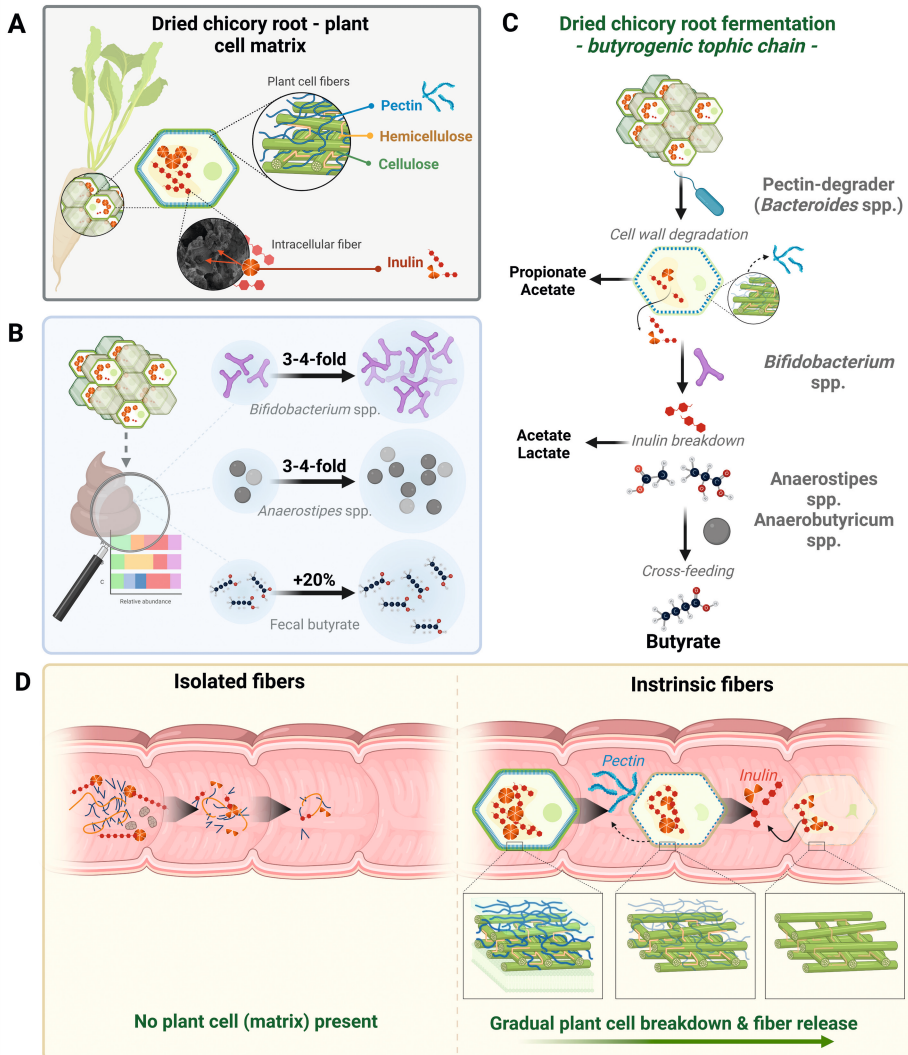 A
Dried chicory root - plant
cell matrix
Plant cell fibers
Pectin
Hemicellulose
Cellulose
Intracellular fiber
Inulin
B
3-4-fold
Bifidobacterium spp.
3-4-fold
Anaerostipes spp.
+20%
Fecal butyrate
C
Relative abundance
C
Dried chicory root fermentation
- butyrogenic tophic chain -
Pectin-degrader
(Bacteroides spp.)
Cell wall degradation
Propionate
Acetate
Bifidobacterium
spp.
Acetate
Lactate
Inulin breakdown
Anaerostipes
spp.
Anaerobutyricum
spp.
Cross-feeding
Butyrate
D
Isolated fibers
Instrinsic fibers
Pectin
Inulin
No plant cell (matrix) present
Gradual plant cell breakdown & fiber release